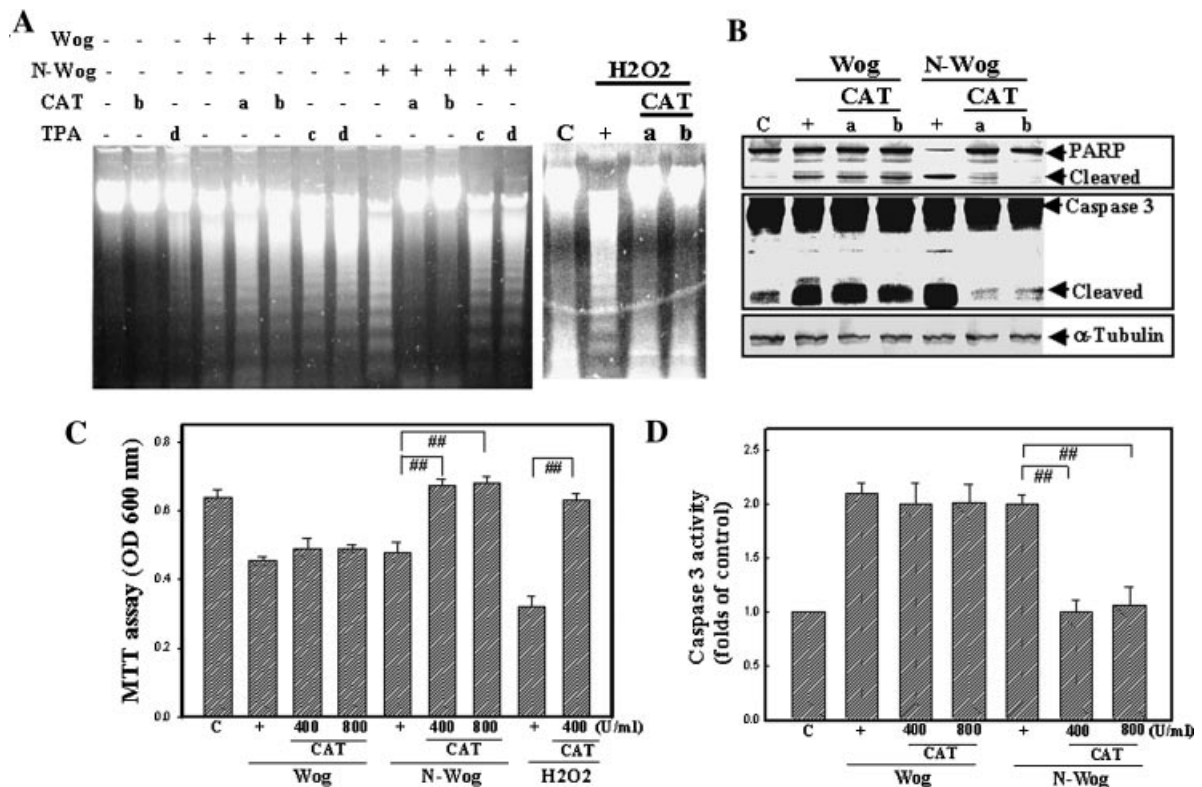 A
Wog - - - + + + + + - - - - -
N-Wog - - - - - - - - + + + + +
CAT - b - - a b - - - a b - -
TPA - - d - - - c d - - - c d
H2O2
CAT
C + a b
B
Wog N-Wog
CAT CAT
C + a b + a b
PARP
Cleaved
Caspase 3
Cleaved
α-Tubulin
C
MTT assay (OD 600 nm)
0.8
0.6
0.4
0.2
0.0
##
##
##
C + 400 800 + 400 800 + 400 (U/ml)
CAT CAT CAT
Wog N-Wog H2O2
D
Caspase 3 activity
(folds of control)
2.5
2.0
1.5
1.0
0.5
0.0
##
##
C + 400 800 + 400 800 (U/ml)
CAT CAT
Wog N-Wog